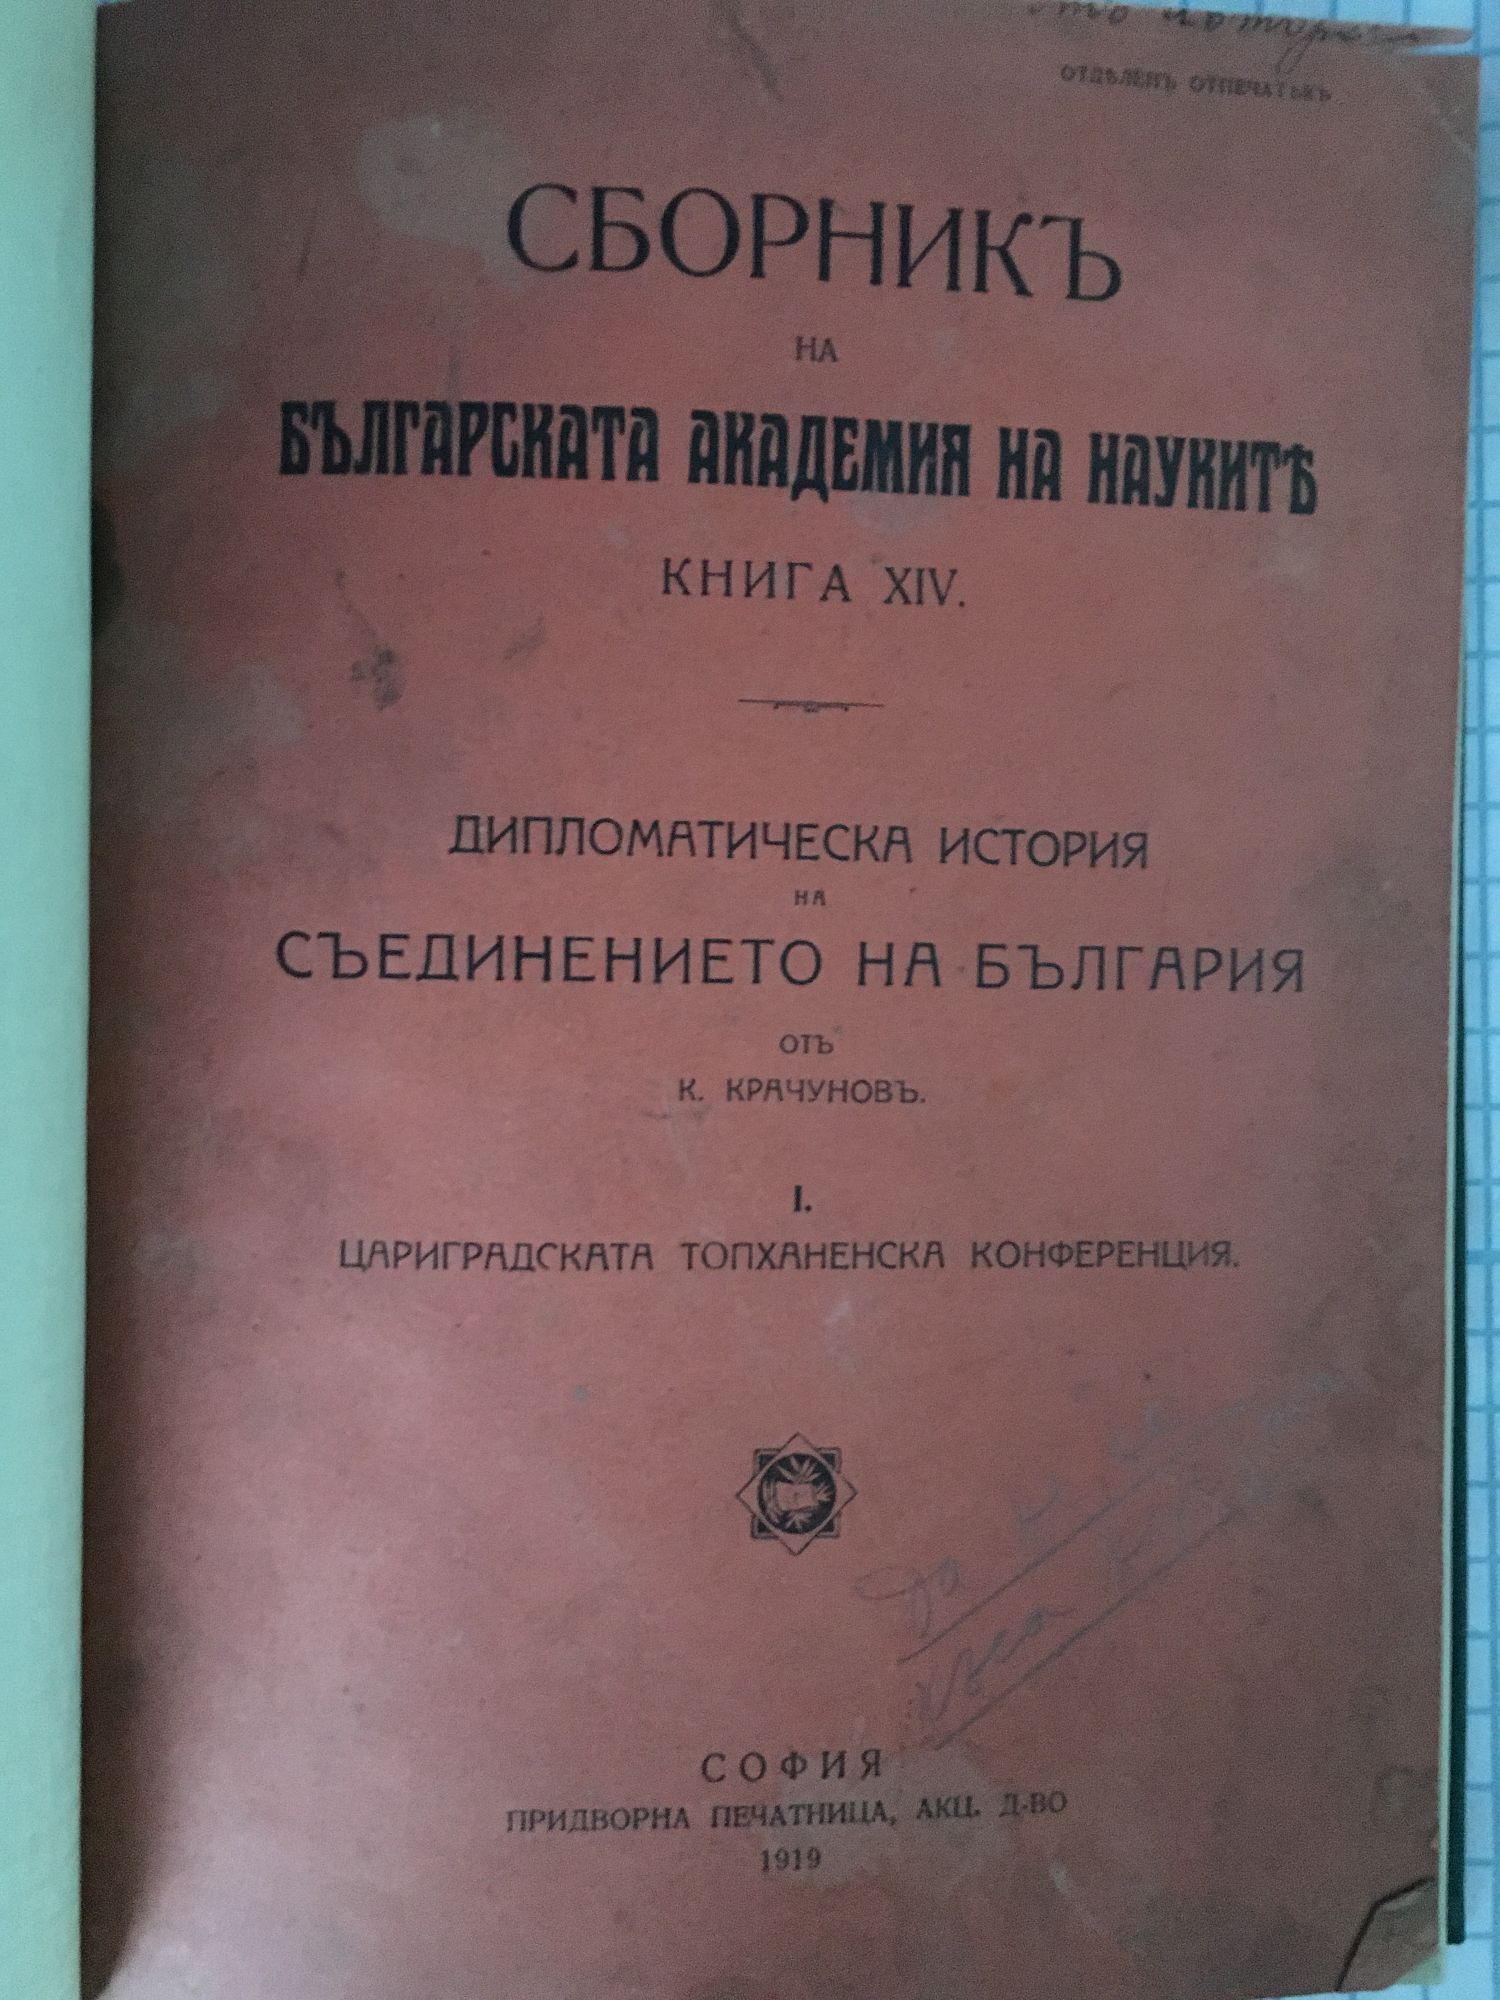 ОТДѢЛЕНЪ ОТПЕЧАТЪКЪ
СБОРНИКЪ
НА
БЪЛГАРСКАТА АКАДЕМИЯ НА НАУКИТѢ
КНИГА XIV.
ДИПЛОМАТИЧЕСКА ИСТОРИЯ
НА
СЪЕДИНЕНИЕТО НА БЪЛГАРИЯ
ОТЪ
К. КРАЧУНОВЪ.
I.
ЦАРИГРАДСКАТА ТОПХАНЕНСКА КОНФЕРЕНЦИЯ.
СОФИЯ
ПРИДВОРНА ПЕЧАТНИЦА, АКЦ. Д-ВО
1919